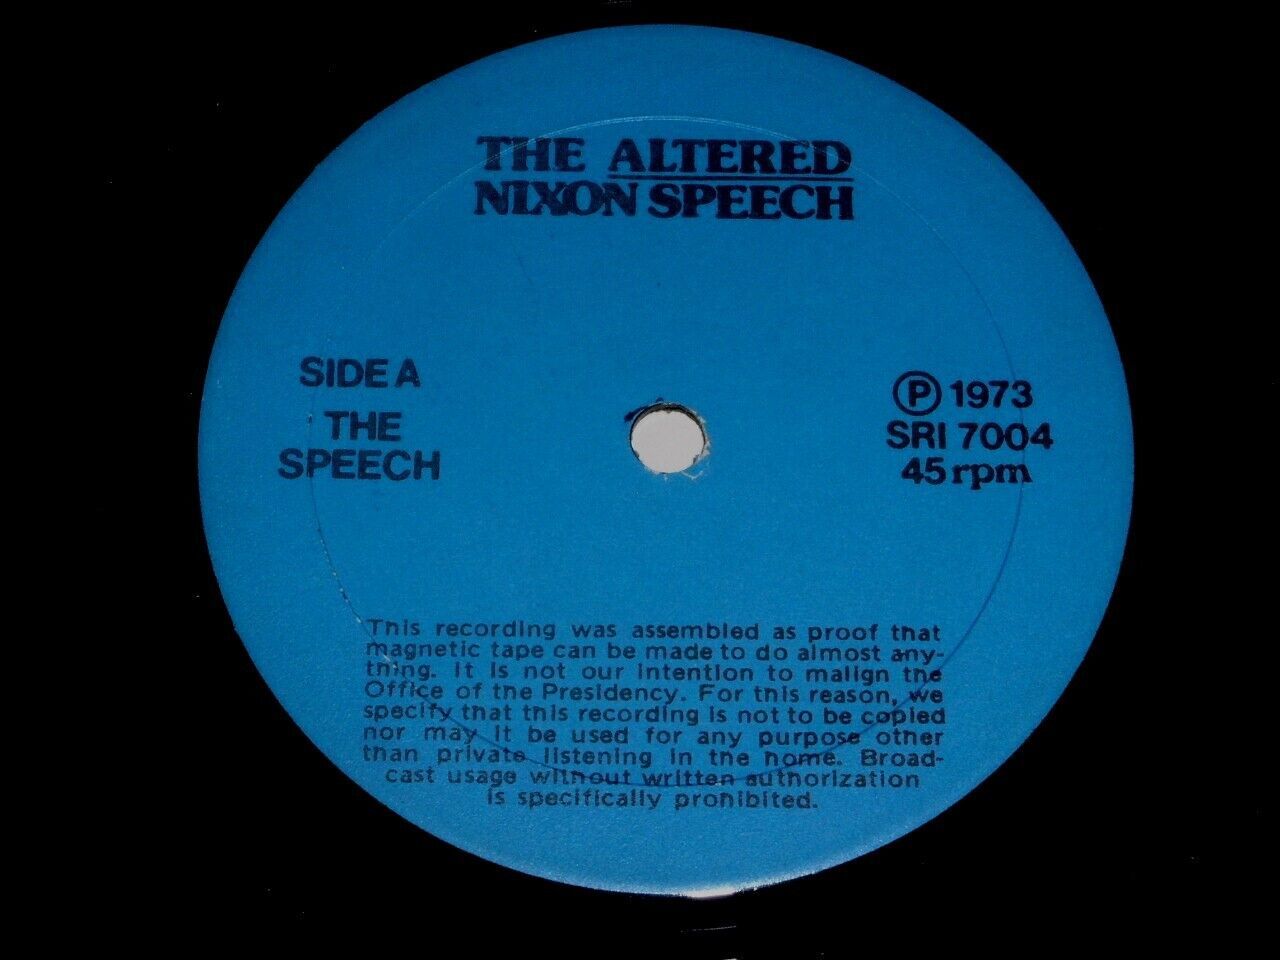 THE ALTERED
NIXON SPEECH
SIDE A
THE
SPEECH
Ⓟ 1973
SRI 7004
45 rpm
This recording was assembled as proof that
magnetic tape can be made to do almost any-
thing. It is not our intention to malign the
Office of the Presidency. For this reason, we
specify that this recording is not to be copied
nor may it be used for any purpose other
than private listening in the home. Broad-
cast usage without written authorization
is specifically prohibited.